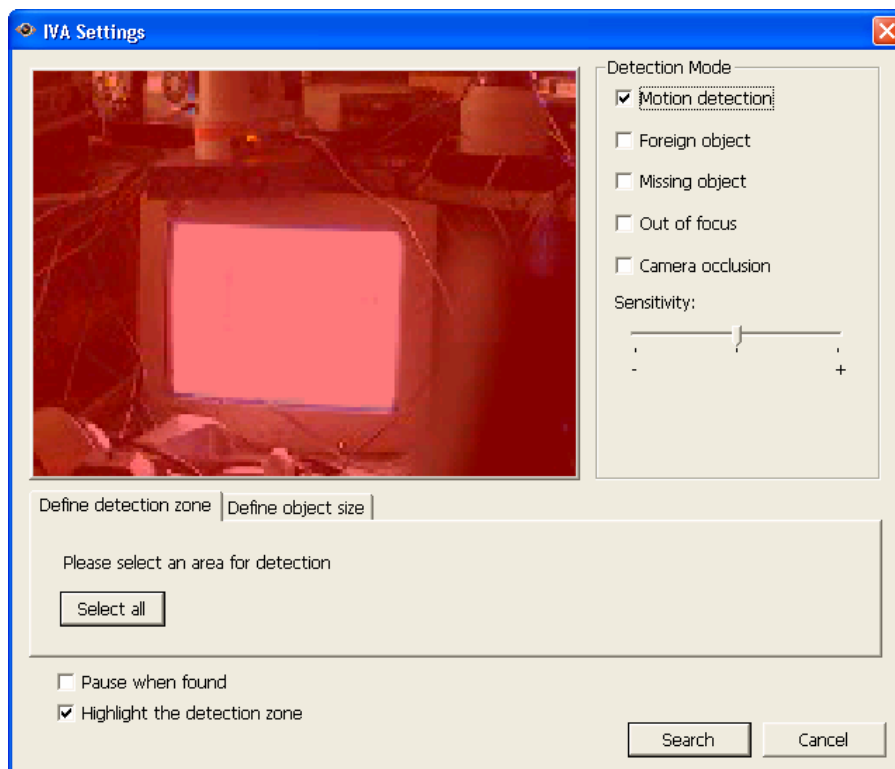 IVA Settings
Detection Mode
Motion detection
Foreign object
Missing object
Out of focus
Camera occlusion
Sensitivity:
- +
Define detection zone
Define object size
Please select an area for detection
Select all
Pause when found
Highlight the detection zone
Search
Cancel